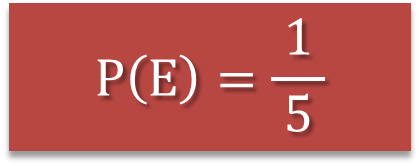 P(E) = 1/5